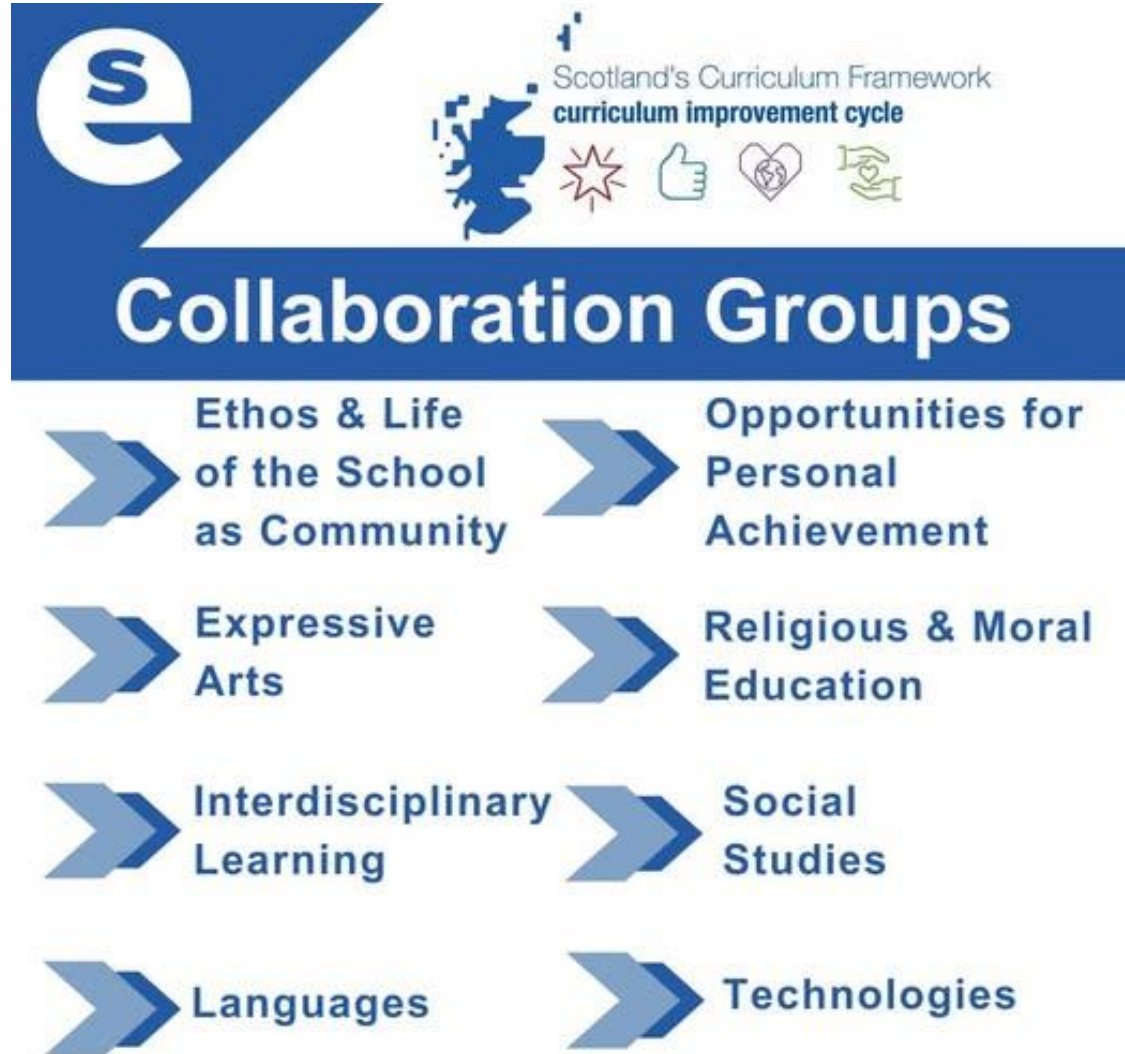 es
Scotland's Curriculum Framework
curriculum improvement cycle
Collaboration Groups
Ethos & Life
of the School
as Community
Opportunities for
Personal
Achievement
Expressive
Arts
Religious & Moral
Education
Interdisciplinary
Learning
Social
Studies
Languages
Technologies